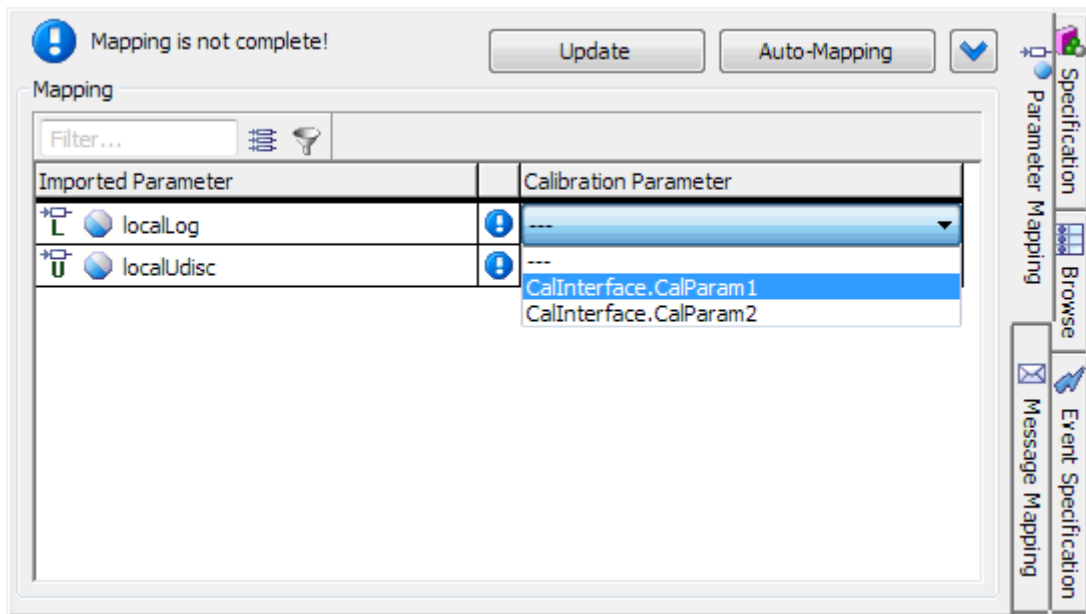 Mapping is not complete!
Update
Auto-Mapping
Mapping
Filter...
Imported Parameter
Calibration Parameter
L localLog
---
U localUdisc
---
CalInterface.CalParam1
CalInterface.CalParam2
Parameter Mapping
Message Mapping
Specification
Browse
Event Specification